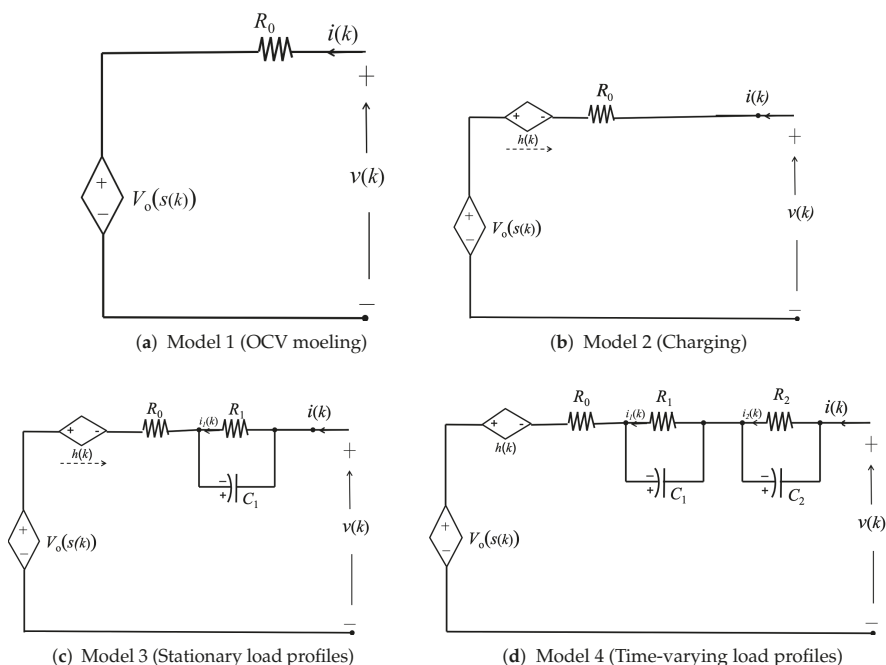 R0
i(k)
+
+
−
Vo(s(k))
v(k)
−
(a) Model 1 (OCV moeling)
+ -
h(k)
R0
i(k)
+
+
−
Vo(s(k))
v(k)
−
(b) Model 2 (Charging)
+ -
h(k)
R0
i1(k)
R1
i(k)
−
+
C1
+
+
−
Vo(s(k))
v(k)
−
(c) Model 3 (Stationary load profiles)
+ -
h(k)
R0
i1(k)
R1
i2(k)
R2
i(k)
−
+
C1
−
+
C2
+
+
−
Vo(s(k))
v(k)
−
(d) Model 4 (Time-varying load profiles)